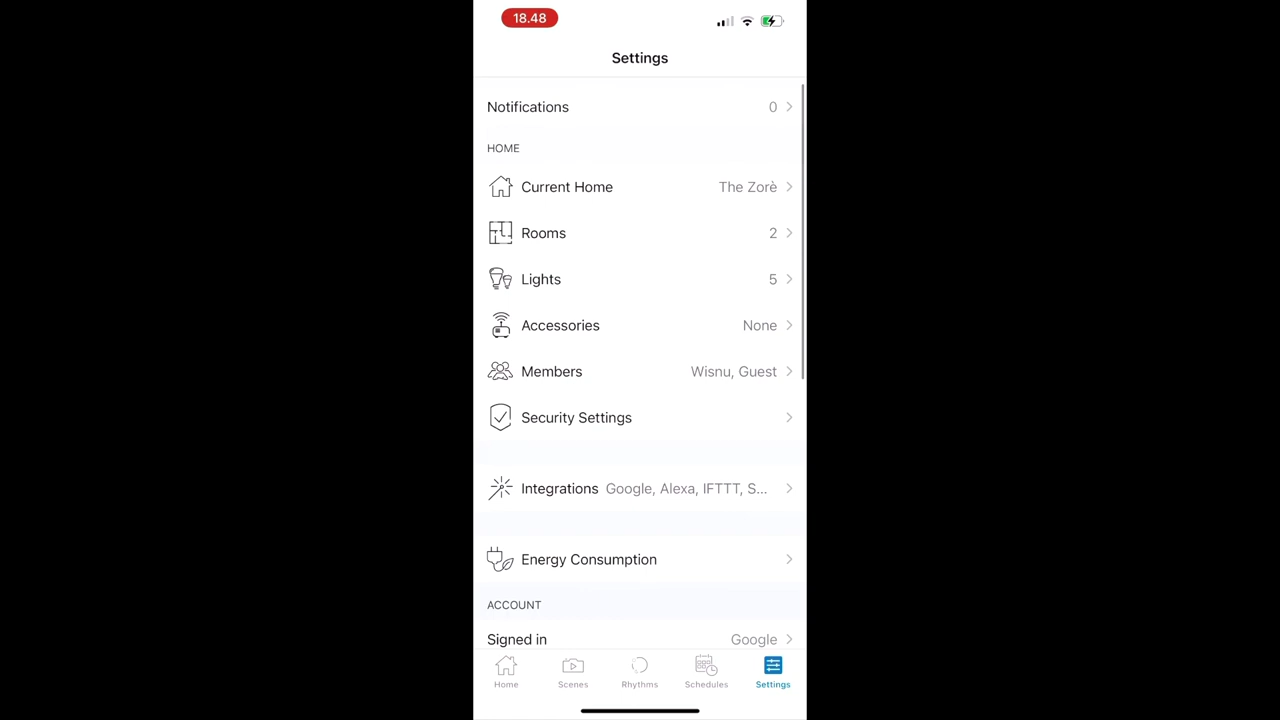 18.48
Settings
Notifications 0
HOME
Current Home The Zorè
Rooms 2
Lights 5
Accessories None
Members Wisnu, Guest
Security Settings
Integrations Google, Alexa, IFTTT, S...
Energy Consumption
ACCOUNT
Signed in Google
Home Scenes Rhythms Schedules Settings